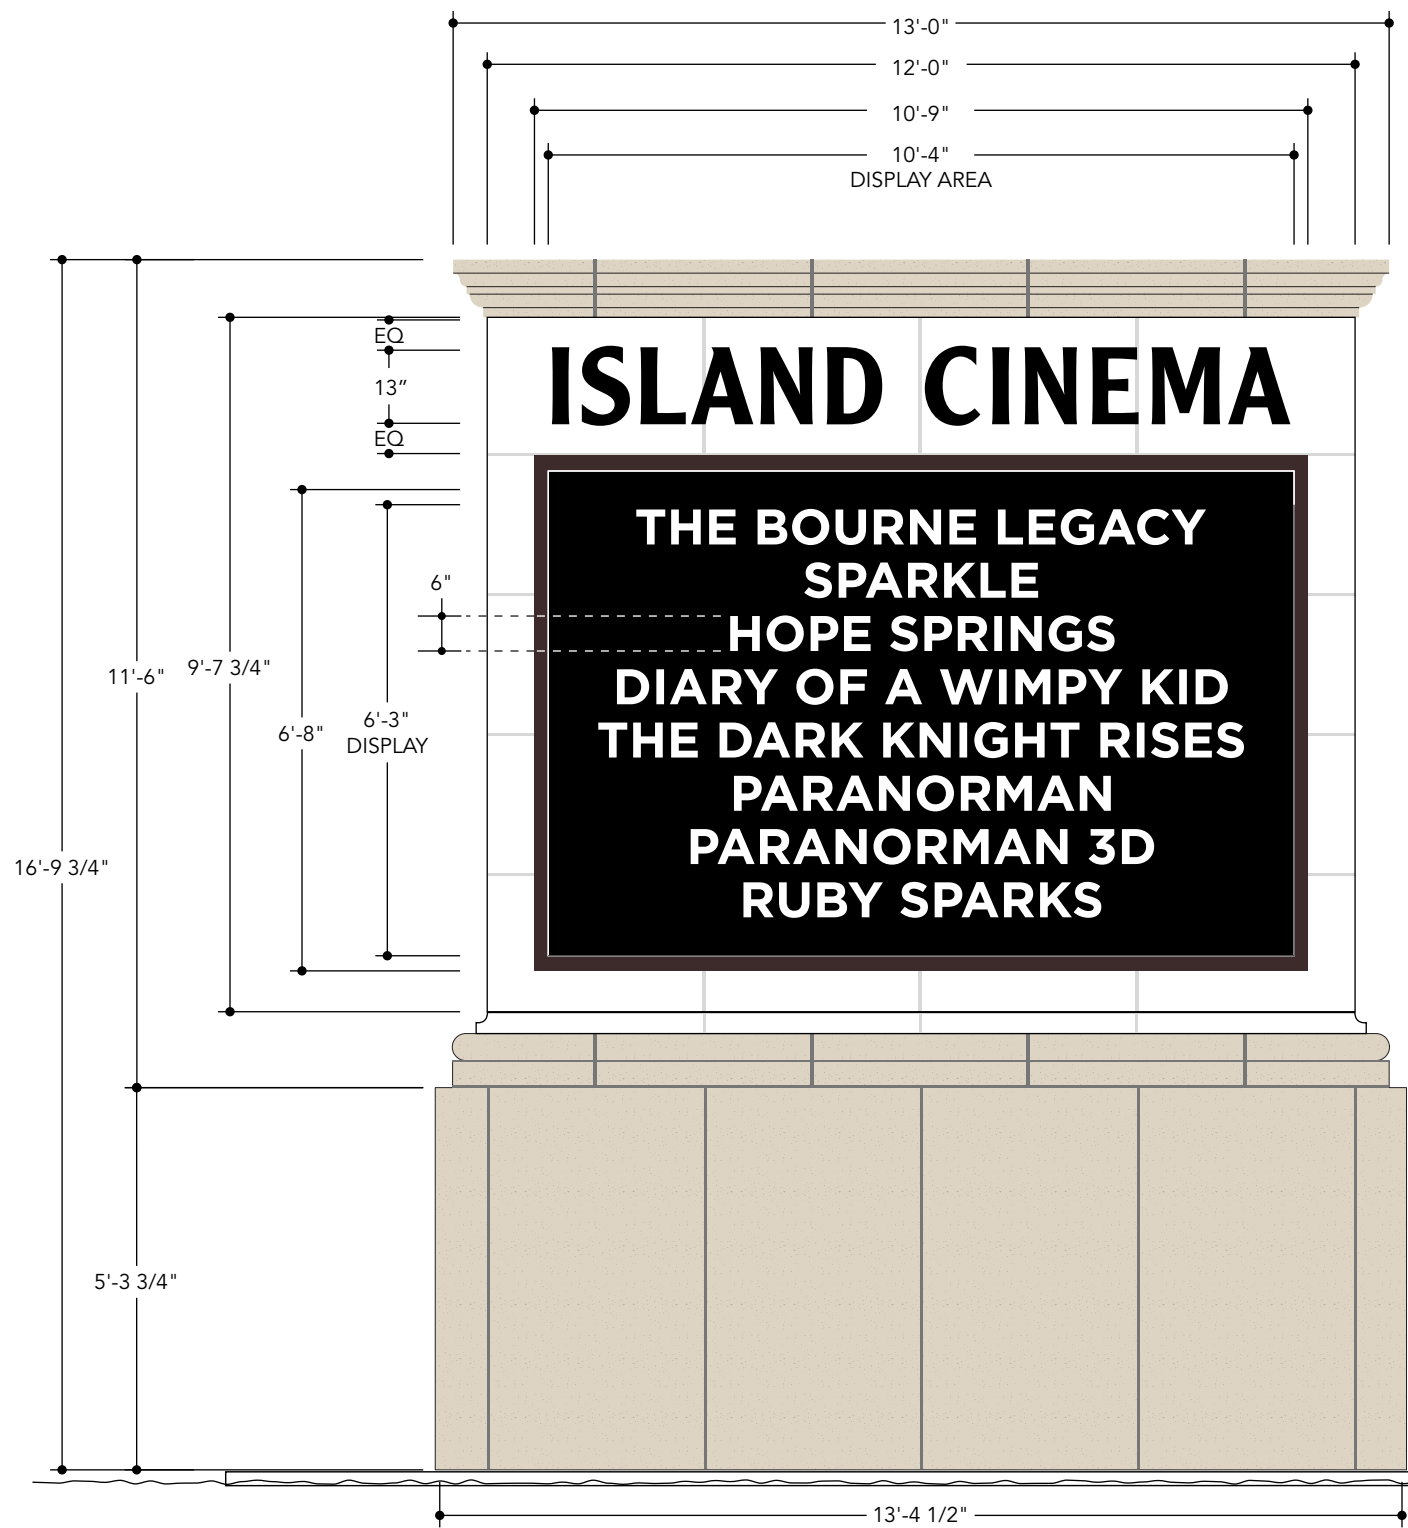 13'-0"
12'-0"
10'-9"
10'-4"
DISPLAY AREA
EQ
13”
EQ
ISLAND CINEMA
THE BOURNE LEGACY
SPARKLE
HOPE SPRINGS
DIARY OF A WIMPY KID
THE DARK KNIGHT RISES
PARANORMAN
PARANORMAN 3D
RUBY SPARKS
6"
11'-6"
9'-7 3/4"
6'-8"
6'-3"
DISPLAY
16'-9 3/4"
5'-3 3/4"
13'-4 1/2"